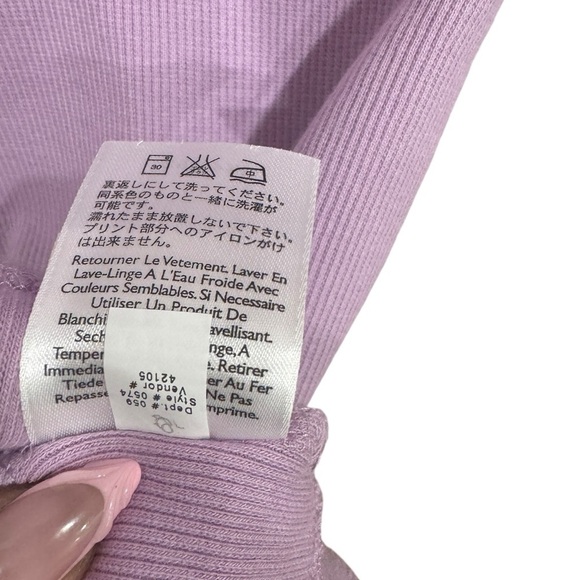 30
中
裏返しにして洗ってください。
同系色のものと一緒に洗濯が
可能です。
濡れたまま放置しないで下さい。
プリント部分へのアイロンがけ
は出来ません。
Retourner Le Vetement. Laver En
Lave-Linge A L'Eau Froide Avec
Couleurs Semblables. Si Necessaire
Utiliser Un Produit De
Blanchi avellisant.
Sech nge, A
Temper Retirer
Immedia er Au Fer
Tiede Ne Pas
Repasse mprime.
Dept.# 059
Style# 0574
Vendor#
42105